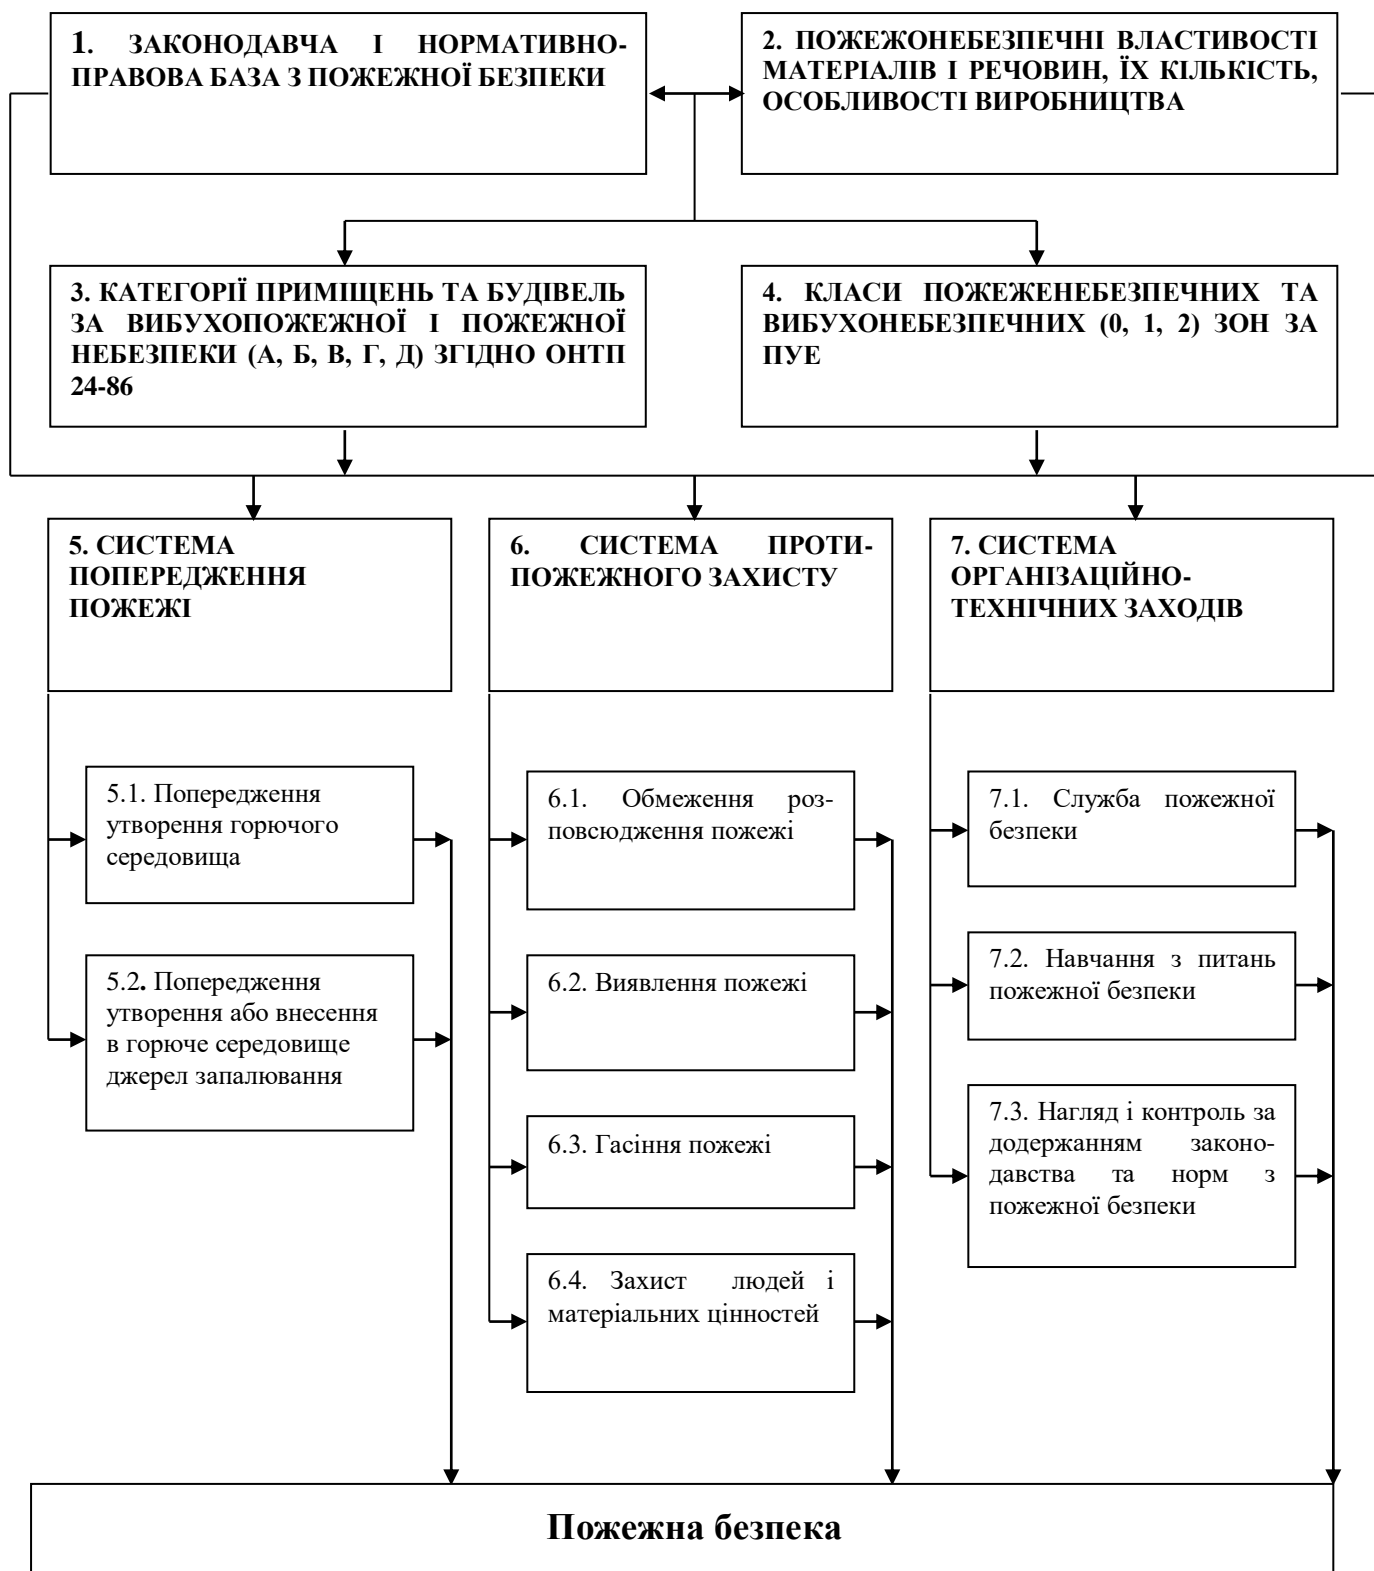 1. ЗАКОНОДАВЧА І НОРМАТИВНО-
ПРАВОВА БАЗА З ПОЖЕЖНОЇ БЕЗПЕКИ
2. ПОЖЕЖОНЕБЕЗПЕЧНІ ВЛАСТИВОСТІ
МАТЕРІАЛІВ І РЕЧОВИН, ЇХ КІЛЬКІСТЬ,
ОСОБЛИВОСТІ ВИРОБНИЦТВА
3. КАТЕГОРІЇ ПРИМІЩЕНЬ ТА БУДІВЕЛЬ
ЗА ВИБУХОПОЖЕЖНОЇ І ПОЖЕЖНОЇ
НЕБЕЗПЕКИ (А, Б, В, Г, Д) ЗГІДНО ОНТП
24-86
4. КЛАСИ ПОЖЕЖЕНЕБЕЗПЕЧНИХ ТА
ВИБУХОНЕБЕЗПЕЧНИХ (0, 1, 2) ЗОН ЗА
ПУЕ
5. СИСТЕМА
ПОПЕРЕДЖЕННЯ
ПОЖЕЖІ
6. СИСТЕМА ПРОТИ-
ПОЖЕЖНОГО ЗАХИСТУ
7. СИСТЕМА
ОРГАНІЗАЦІЙНО-
ТЕХНІЧНИХ ЗАХОДІВ
5.1. Попередження
утворення горючого
середовища
5.2. Попередження
утворення або внесення
в горюче середовище
джерел запалювання
6.1. Обмеження роз-
повсюдження пожежі
6.2. Виявлення пожежі
6.3. Гасіння пожежі
6.4. Захист людей і
матеріальних цінностей
7.1. Служба пожежної
безпеки
7.2. Навчання з питань
пожежної безпеки
7.3. Нагляд і контроль за
додержанням законо-
давства та норм з
пожежної безпеки
Пожежна безпека